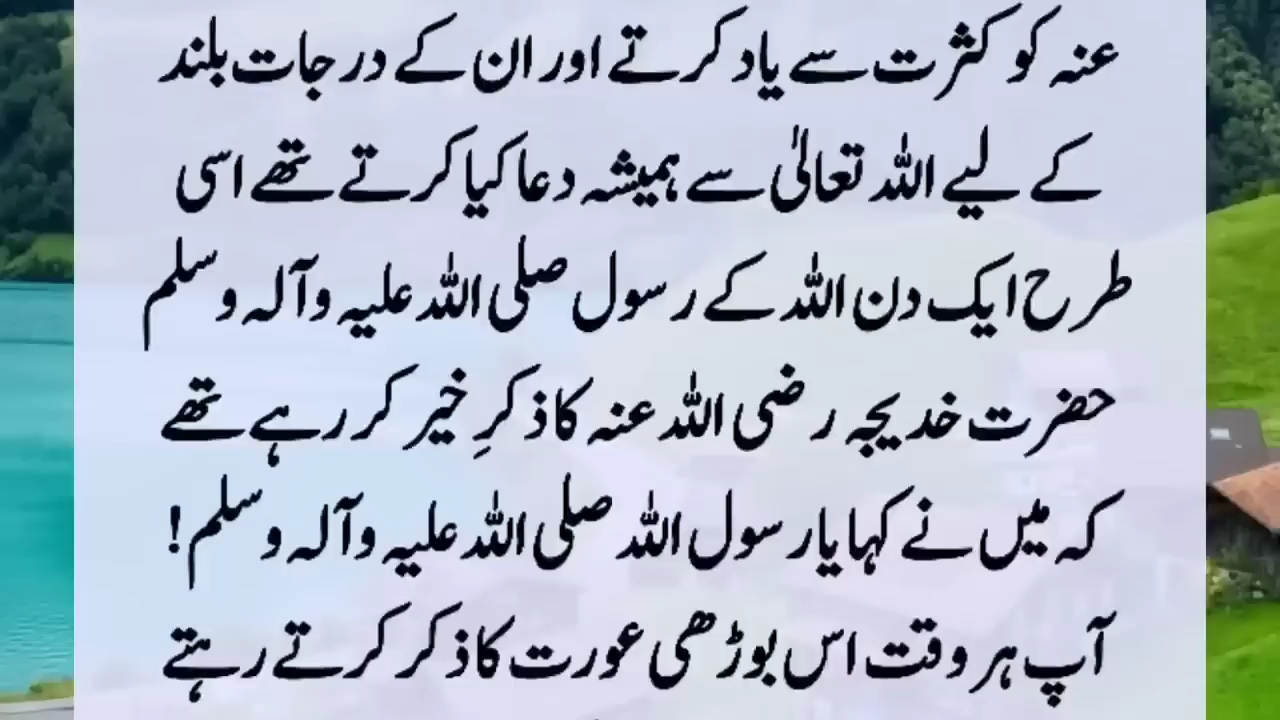 عنہ کو کثرت سے یاد کرتے اور ان کے درجات بلند
کے لیے اللہ تعالیٰ سے ہمیشہ دعا کیا کرتے تھے اسی
طرح ایک دن اللہ کے رسول صلی اللہ علیہ وآلہ وسلم
حضرت خدیجہ رضی اللہ عنہ کا ذکرِ خیر کر رہے تھے
کہ میں نے کہا یا رسول اللہ صلی اللہ علیہ وآلہ وسلم!
آپ ہر وقت اس بوڑھی عورت کا ذکر کرتے رہتے